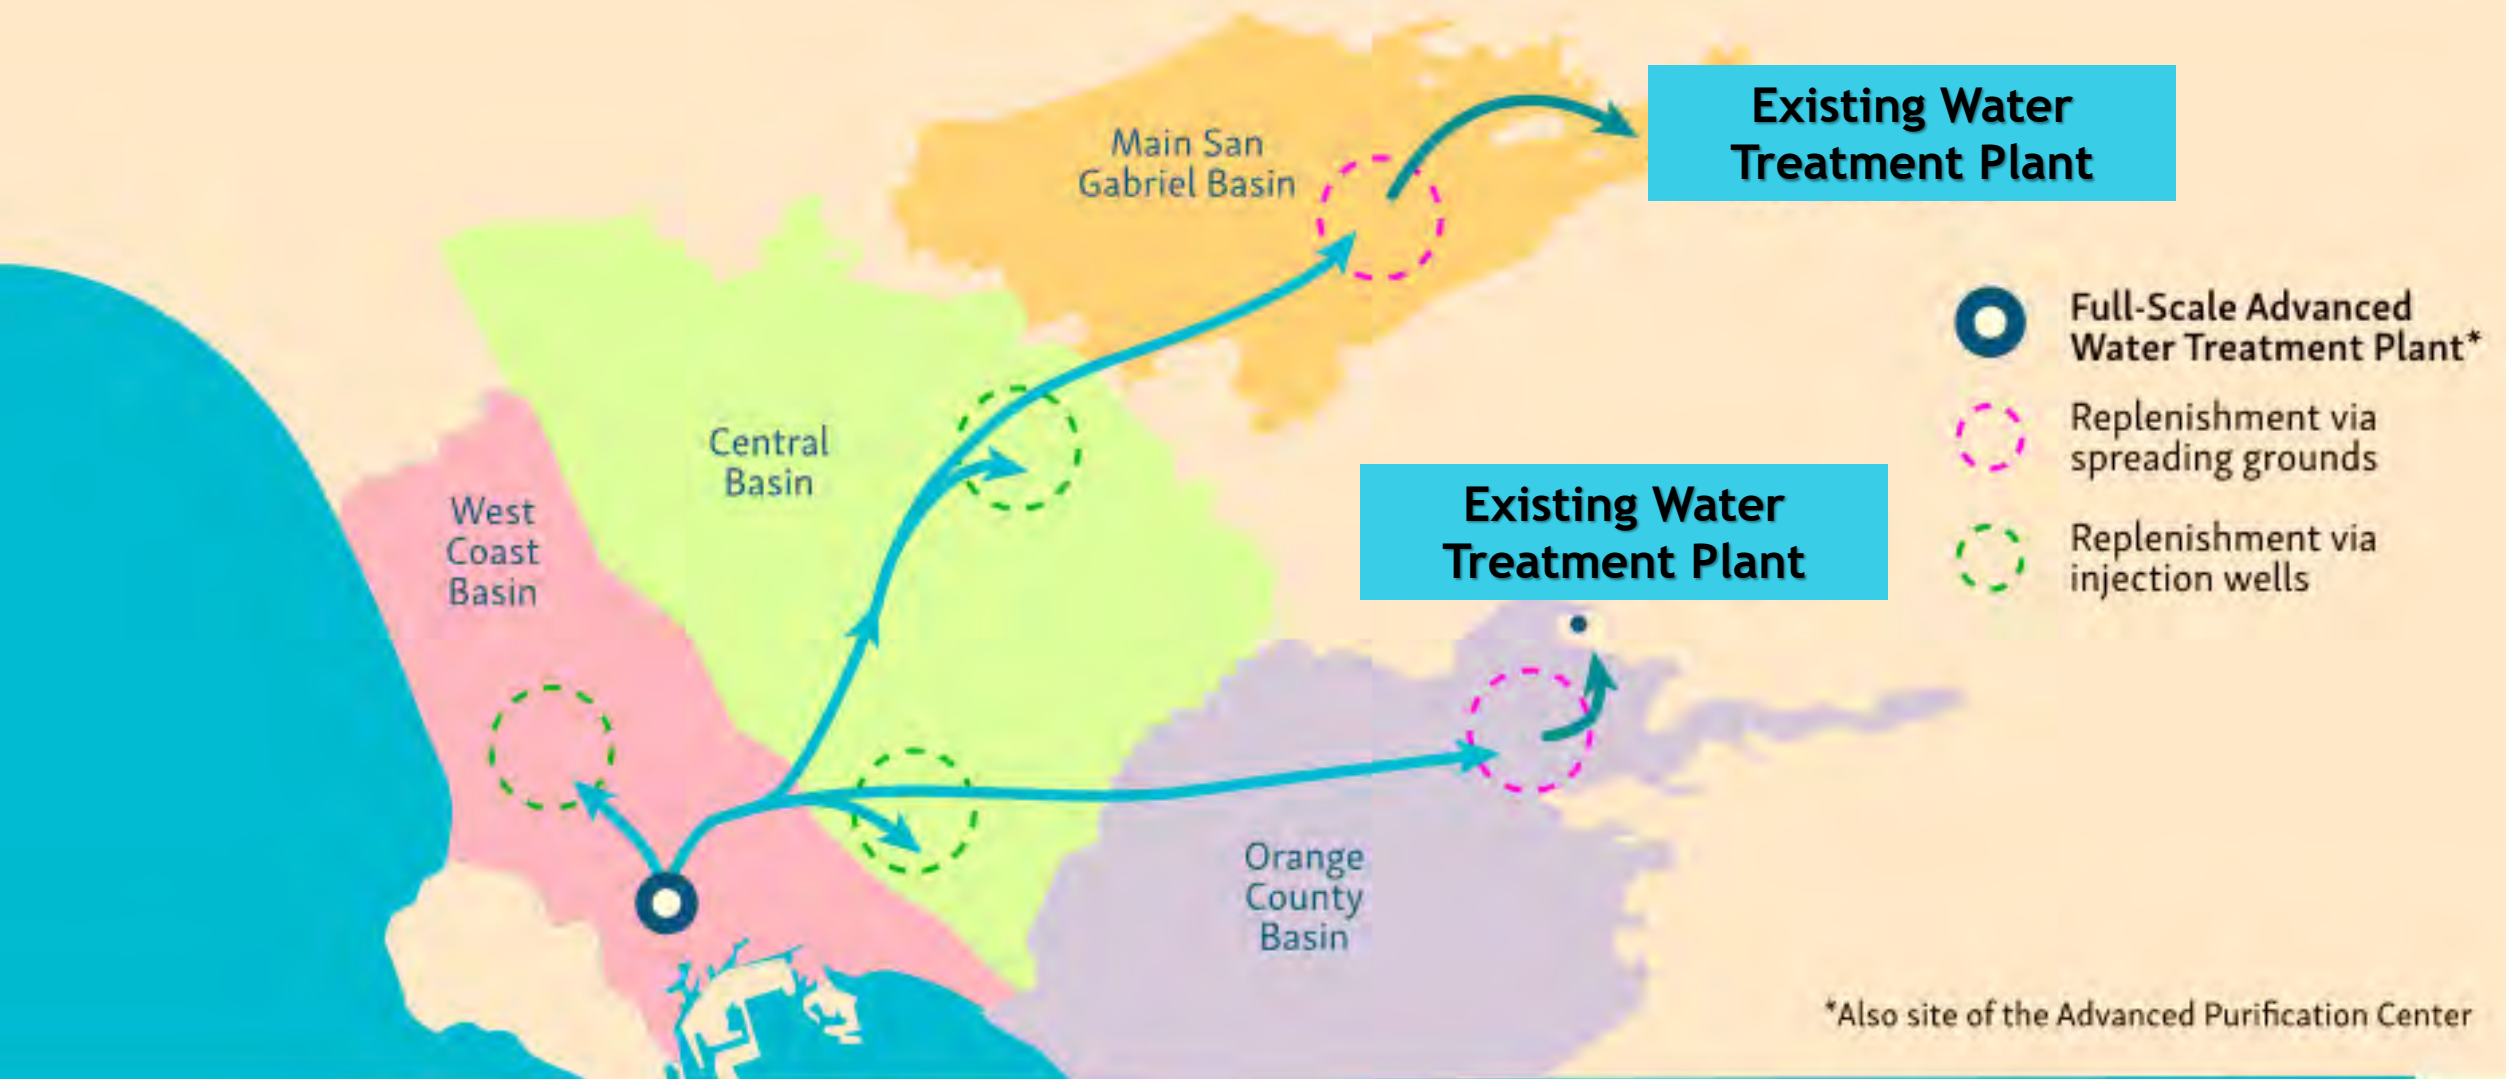 Existing Water
Treatment Plant
Main San
Gabriel Basin
Full-Scale Advanced
Water Treatment Plant*
Replenishment via
spreading grounds
Central
Basin
Existing Water
Treatment Plant
West
Coast
Basin
Replenishment via
injection wells
Orange
County
Basin
*Also site of the Advanced Purification Center